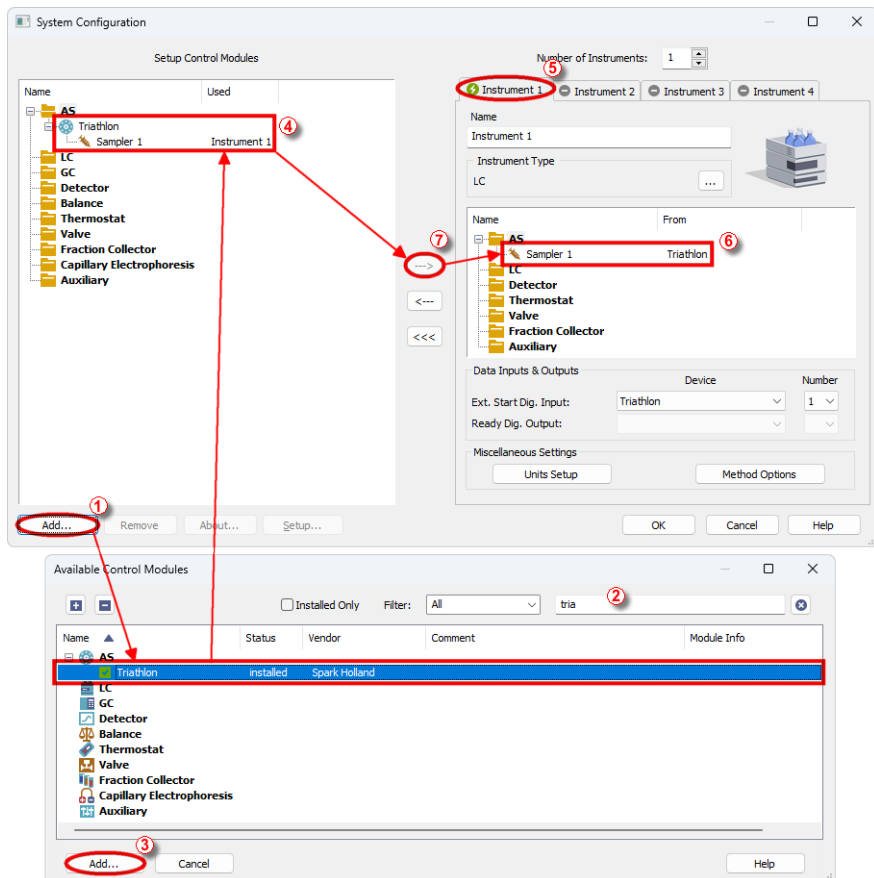 System Configuration
Setup Control Modules
Number of Instruments: 1
Name Used
AS
Triathlon
Sampler 1 Instrument 1
LC
GC
Detector
Balance
Thermostat
Valve
Fraction Collector
Capillary Electrophoresis
Auxiliary
④
⑤
Instrument 1 Instrument 2 Instrument 3 Instrument 4
Name
Instrument 1
Instrument Type
LC ...
Name From
AS
Sampler 1 Triathlon
LC
Detector
Thermostat
Valve
Fraction Collector
Auxiliary
⑥
⑦
--->
<---
<<<
Data Inputs & Outputs
Device Number
Ext. Start Dig. Input: Triathlon 1
Ready Dig. Output:
Miscellaneous Settings
Units Setup Method Options
①
Add... Remove About... Setup... OK Cancel Help
Available Control Modules
Installed Only Filter: All tria ②
Name Status Vendor Comment Module Info
AS
Triathlon installed Spark Holland
LC
GC
Detector
Balance
Thermostat
Valve
Fraction Collector
Capillary Electrophoresis
Auxiliary
③
Add... Cancel Help